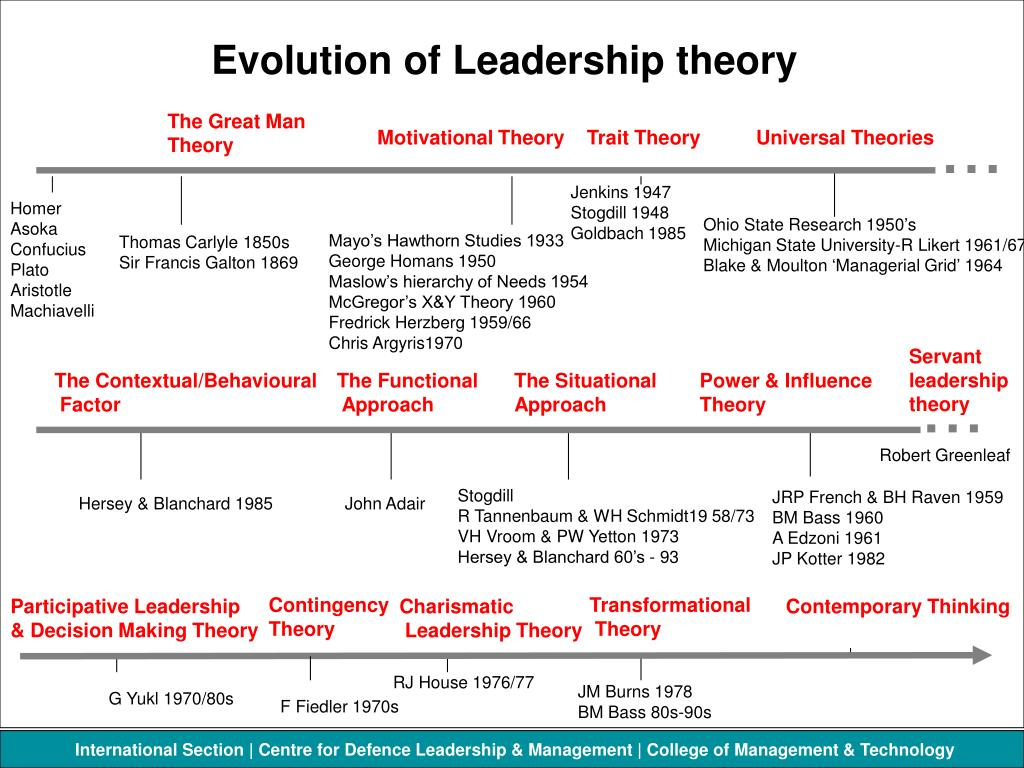 Evolution of Leadership theory
The Great Man
Theory
Motivational Theory
Trait Theory
Universal Theories
Homer
Asoka
Confucius
Plato
Aristotle
Machiavelli
Thomas Carlyle 1850s
Sir Francis Galton 1869
Mayo’s Hawthorn Studies 1933
George Homans 1950
Maslow’s hierarchy of Needs 1954
McGregor’s X&Y Theory 1960
Fredrick Herzberg 1959/66
Chris Argyris1970
Jenkins 1947
Stogdill 1948
Goldbach 1985
Ohio State Research 1950’s
Michigan State University-R Likert 1961/67
Blake & Moulton ‘Managerial Grid’ 1964
The Contextual/Behavioural
Factor
The Functional
Approach
The Situational
Approach
Power & Influence
Theory
Servant
leadership
theory
Hersey & Blanchard 1985
John Adair
Stogdill
R Tannenbaum & WH Schmidt19 58/73
VH Vroom & PW Yetton 1973
Hersey & Blanchard 60’s - 93
JRP French & BH Raven 1959
BM Bass 1960
A Edzoni 1961
JP Kotter 1982
Robert Greenleaf
Participative Leadership
& Decision Making Theory
Contingency
Theory
Charismatic
Leadership Theory
Transformational
Theory
Contemporary Thinking
G Yukl 1970/80s
F Fiedler 1970s
RJ House 1976/77
JM Burns 1978
BM Bass 80s-90s
International Section | Centre for Defence Leadership & Management | College of Management & Technology